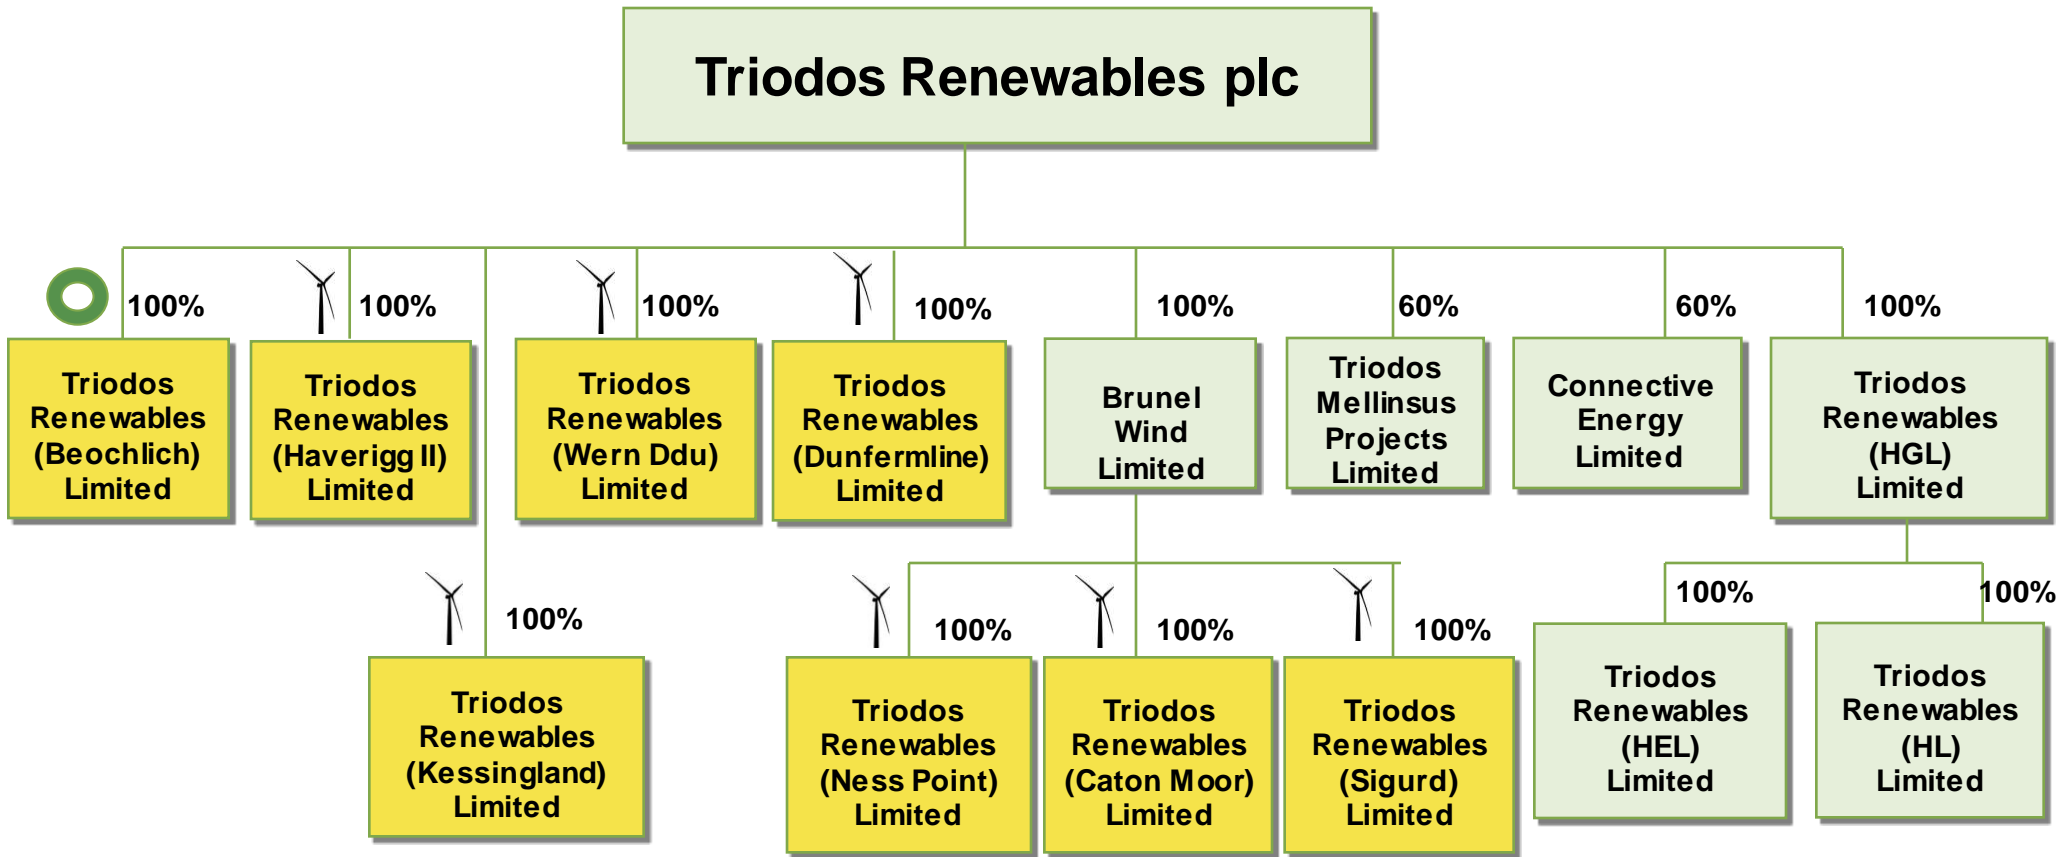 Triodos Renewables plc
100%
Triodos
Renewables
(Beochlich)
Limited
100%
Triodos
Renewables
(Haverigg II)
Limited
100%
Triodos
Renewables
(Wern Ddu)
Limited
100%
Triodos
Renewables
(Dunfermline)
Limited
100%
Brunel
Wind
Limited
60%
Triodos
Mellinsus
Projects
Limited
60%
Connective
Energy
Limited
100%
Triodos
Renewables
(HGL)
Limited
100%
Triodos
Renewables
(Kessingland)
Limited
100%
Triodos
Renewables
(Ness Point)
Limited
100%
Triodos
Renewables
(Caton Moor)
Limited
100%
Triodos
Renewables
(Sigurd)
Limited
100%
Triodos
Renewables
(HEL)
Limited
100%
Triodos
Renewables
(HL)
Limited